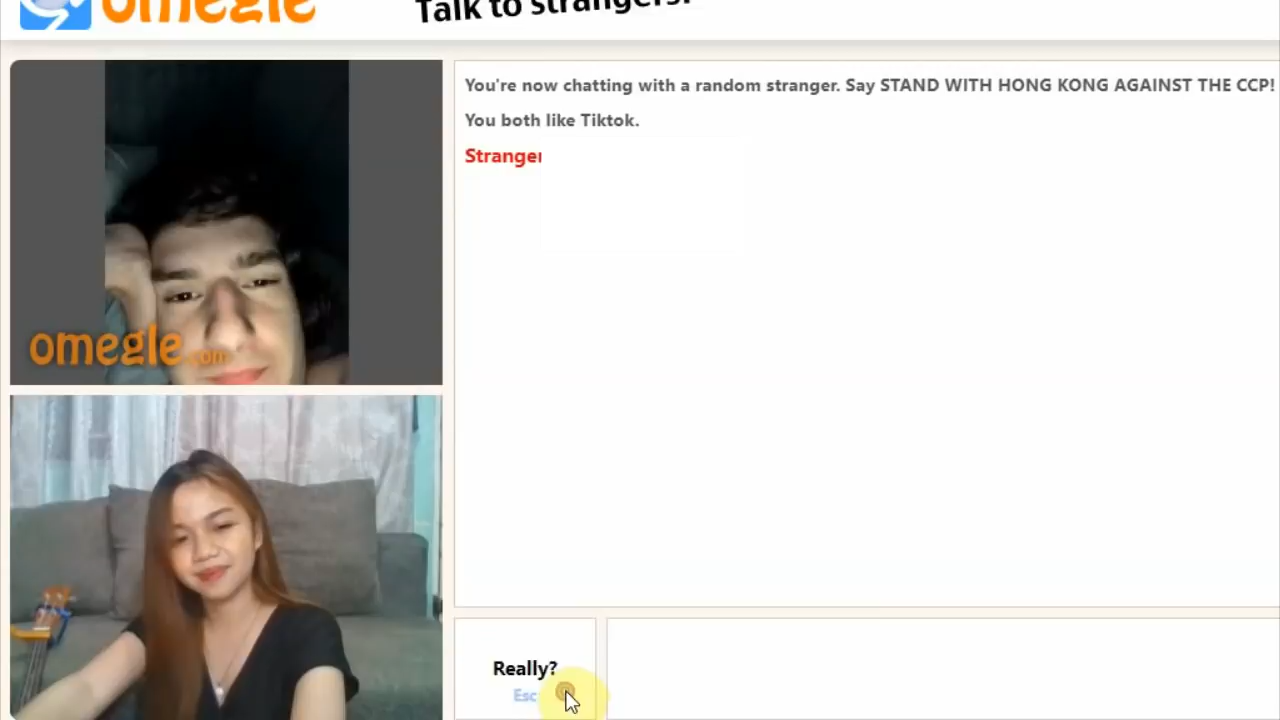 omegle
Talk to strangers!
You're now chatting with a random stranger. Say STAND WITH HONG KONG AGAINST THE CCP!
You both like Tiktok.
Stranger
omegle.com
Really?
Esc